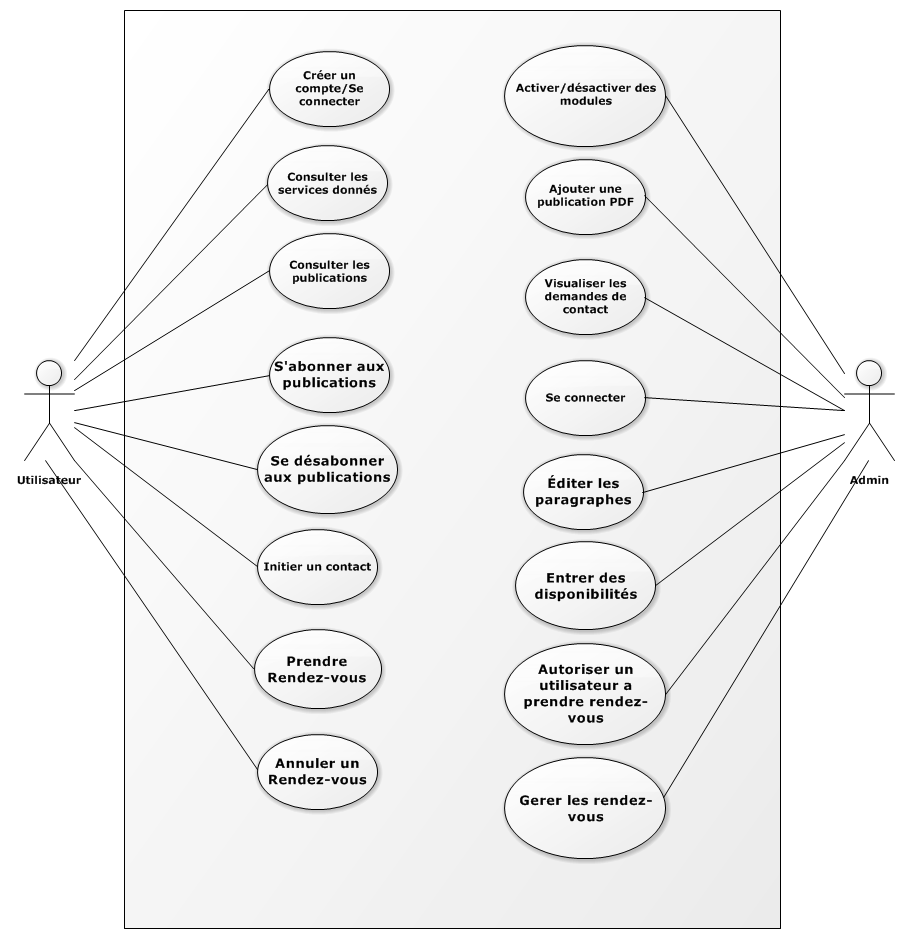 Créer un
compte/Se
connecter
Consulter les
services donnés
Consulter les
publications
S'abonner aux
publications
Se désabonner
aux publications
Initier un contact
Prendre
Rendez-vous
Annuler un
Rendez-vous
Utilisateur
Activer/désactiver des
modules
Ajouter une
publication PDF
Visualiser les
demandes de
contact
Se connecter
Éditer les
paragraphes
Entrer des
disponibilités
Autoriser un
utilisateur a
prendre rendez-
vous
Gerer les rendez-
vous
Admin